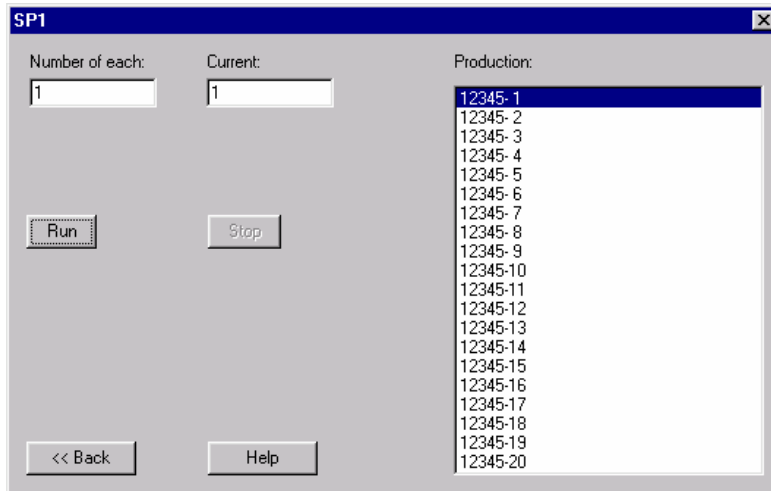 SP1
Number of each:
Current:
Production:
1
1
12345- 1
12345- 2
12345- 3
12345- 4
12345- 5
12345- 6
12345- 7
12345- 8
12345- 9
12345-10
12345-11
12345-12
12345-13
12345-14
12345-15
12345-16
12345-17
12345-18
12345-19
12345-20
Run
Stop
<< Back
Help